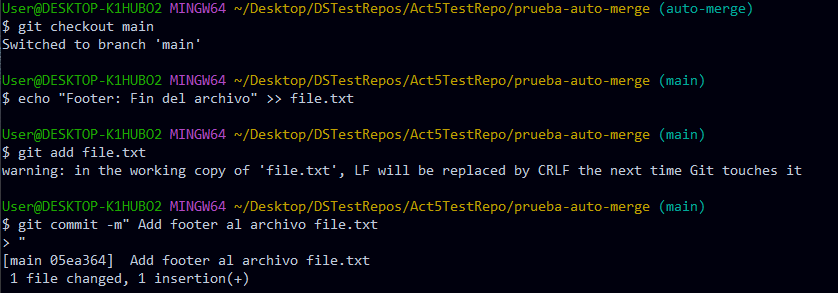 User@DESKTOP-K1HUBO2 MINGW64 ~/Desktop/DSTestRepos/Act5TestRepo/prueba-auto-merge (auto-merge)
$ git checkout main
Switched to branch 'main'
User@DESKTOP-K1HUBO2 MINGW64 ~/Desktop/DSTestRepos/Act5TestRepo/prueba-auto-merge (main)
$ echo "Footer: Fin del archivo" >> file.txt
User@DESKTOP-K1HUBO2 MINGW64 ~/Desktop/DSTestRepos/Act5TestRepo/prueba-auto-merge (main)
$ git add file.txt
warning: in the working copy of 'file.txt', LF will be replaced by CRLF the next time Git touches it
User@DESKTOP-K1HUBO2 MINGW64 ~/Desktop/DSTestRepos/Act5TestRepo/prueba-auto-merge (main)
$ git commit -m" Add footer al archivo file.txt
> "
[main 05ea364]  Add footer al archivo file.txt
 1 file changed, 1 insertion(+)